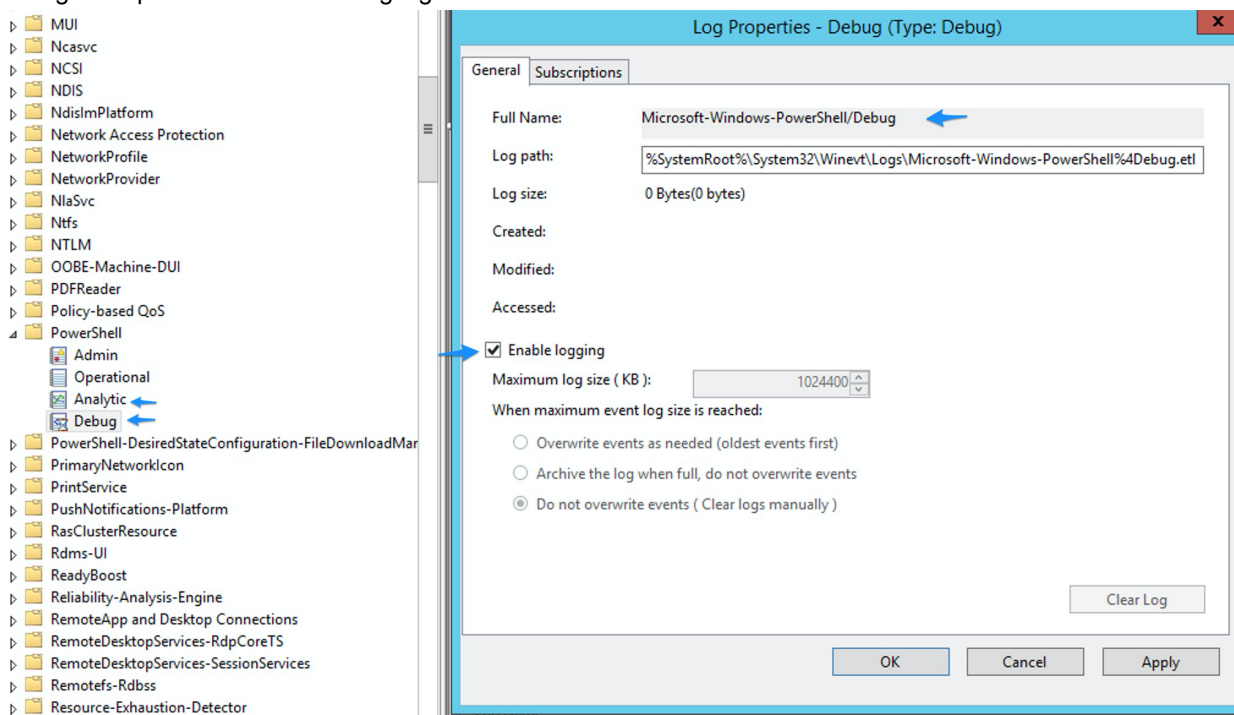 MUI
Ncasvc
NCSI
NDIS
NdisImPlatform
Network Access Protection
NetworkProfile
NetworkProvider
NlaSvc
Ntfs
NTLM
OOBE-Machine-DUI
PDFReader
Policy-based QoS
PowerShell
Admin
Operational
Analytic
Debug
PowerShell-DesiredStateConfiguration-FileDownloadMar
PrimaryNetworkIcon
PrintService
PushNotifications-Platform
RasClusterResource
Rdms-UI
ReadyBoost
Reliability-Analysis-Engine
RemoteApp and Desktop Connections
RemoteDesktopServices-RdpCoreTS
RemoteDesktopServices-SessionServices
Remotefs-Rdbss
Resource-Exhaustion-Detector
Log Properties - Debug (Type: Debug)
x
General Subscriptions
Full Name: Microsoft-Windows-PowerShell/Debug
Log path: %SystemRoot%\System32\Winevt\Logs\Microsoft-Windows-PowerShell%4Debug.etl
Log size: 0 Bytes(0 bytes)
Created:
Modified:
Accessed:
Enable logging
Maximum log size ( KB ): 1024400
When maximum event log size is reached:
Overwrite events as needed (oldest events first)
Archive the log when full, do not overwrite events
Do not overwrite events ( Clear logs manually )
Clear Log
OK Cancel Apply